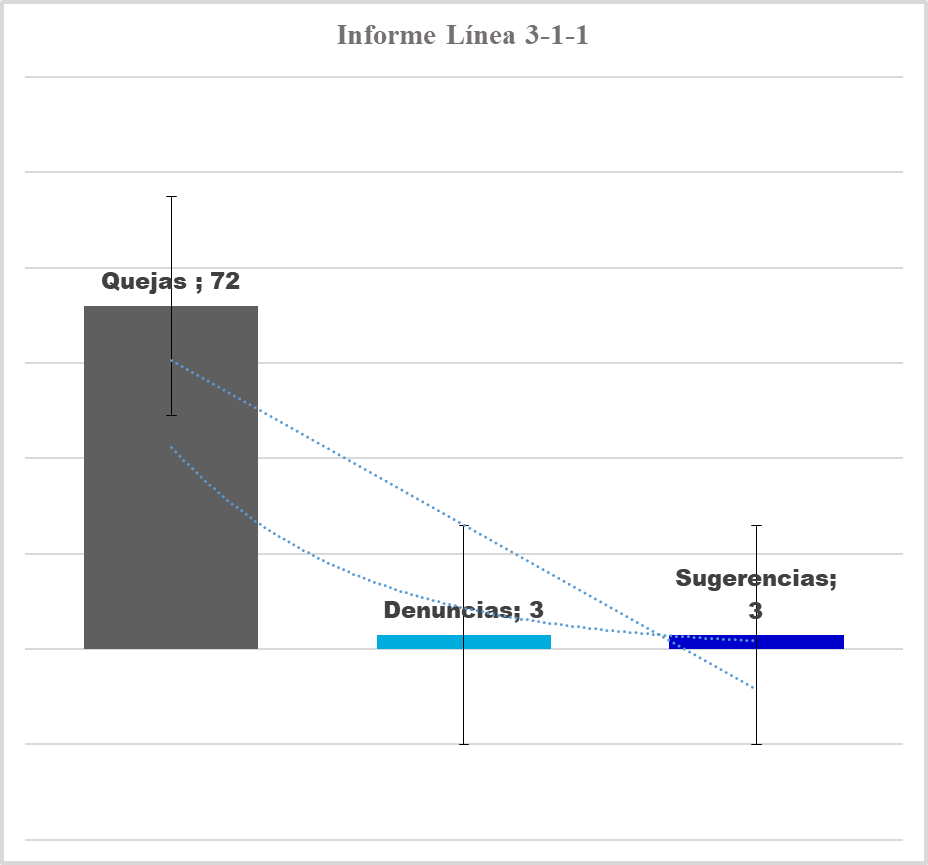 Informe Línea 3-1-1
Quejas ; 72
Denuncias; 3
Sugerencias;
3